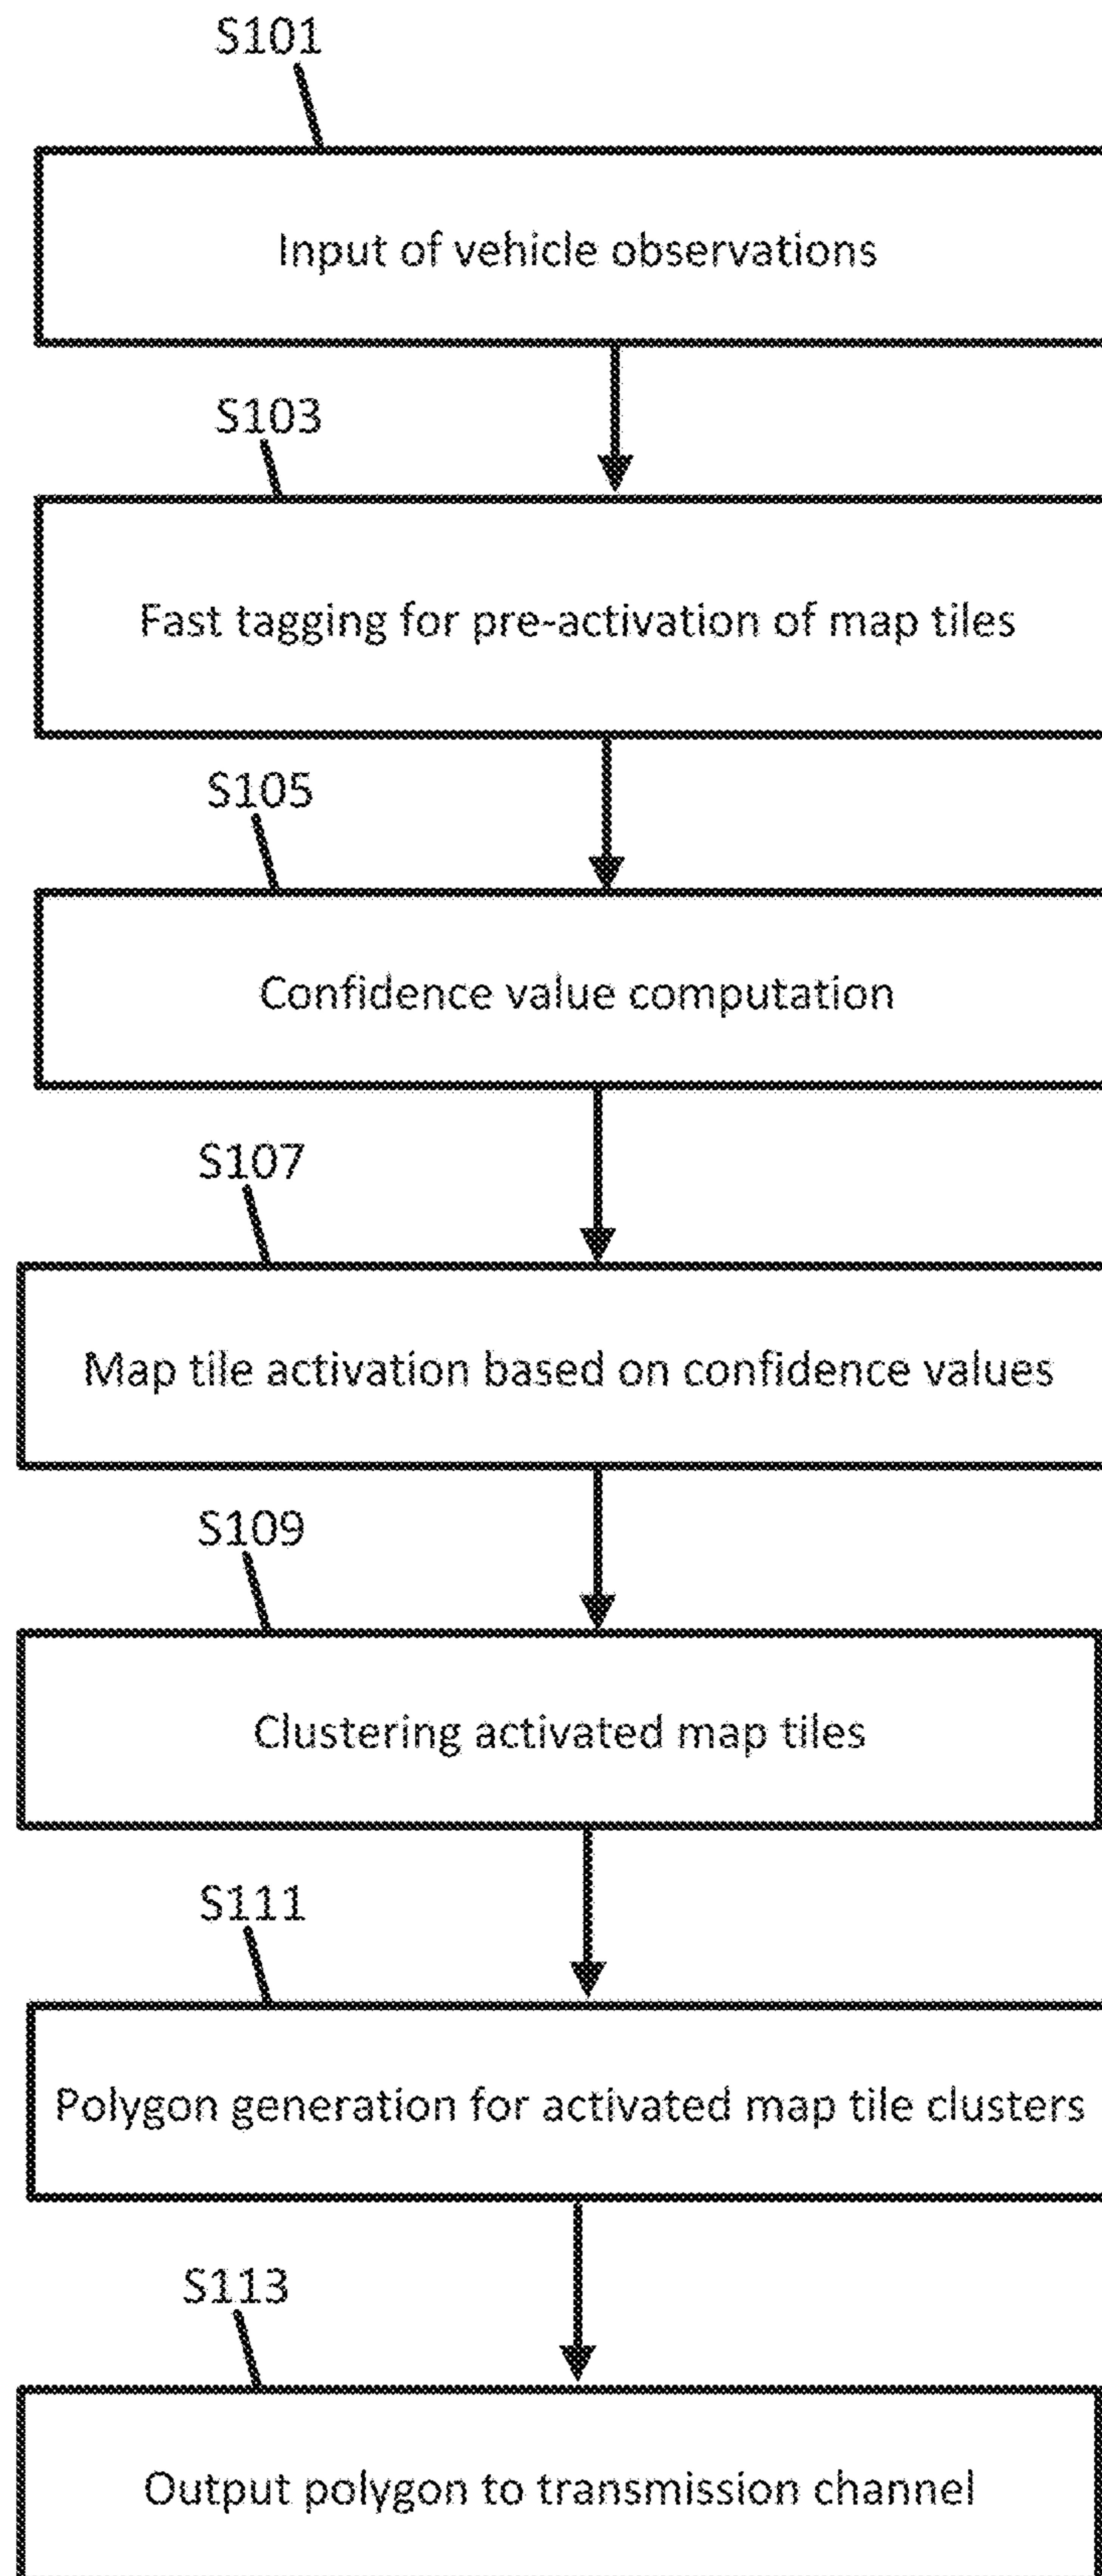 S101
Input of vehicle observations
S103
Fast tagging for pre-activation of map tiles
S105
Confidence value computation
S107
Map tile activation based on confidence values
S109
Clustering activated map tiles
S111
Polygon generation for activated map tile clusters
S113
Output polygon to transmission channel